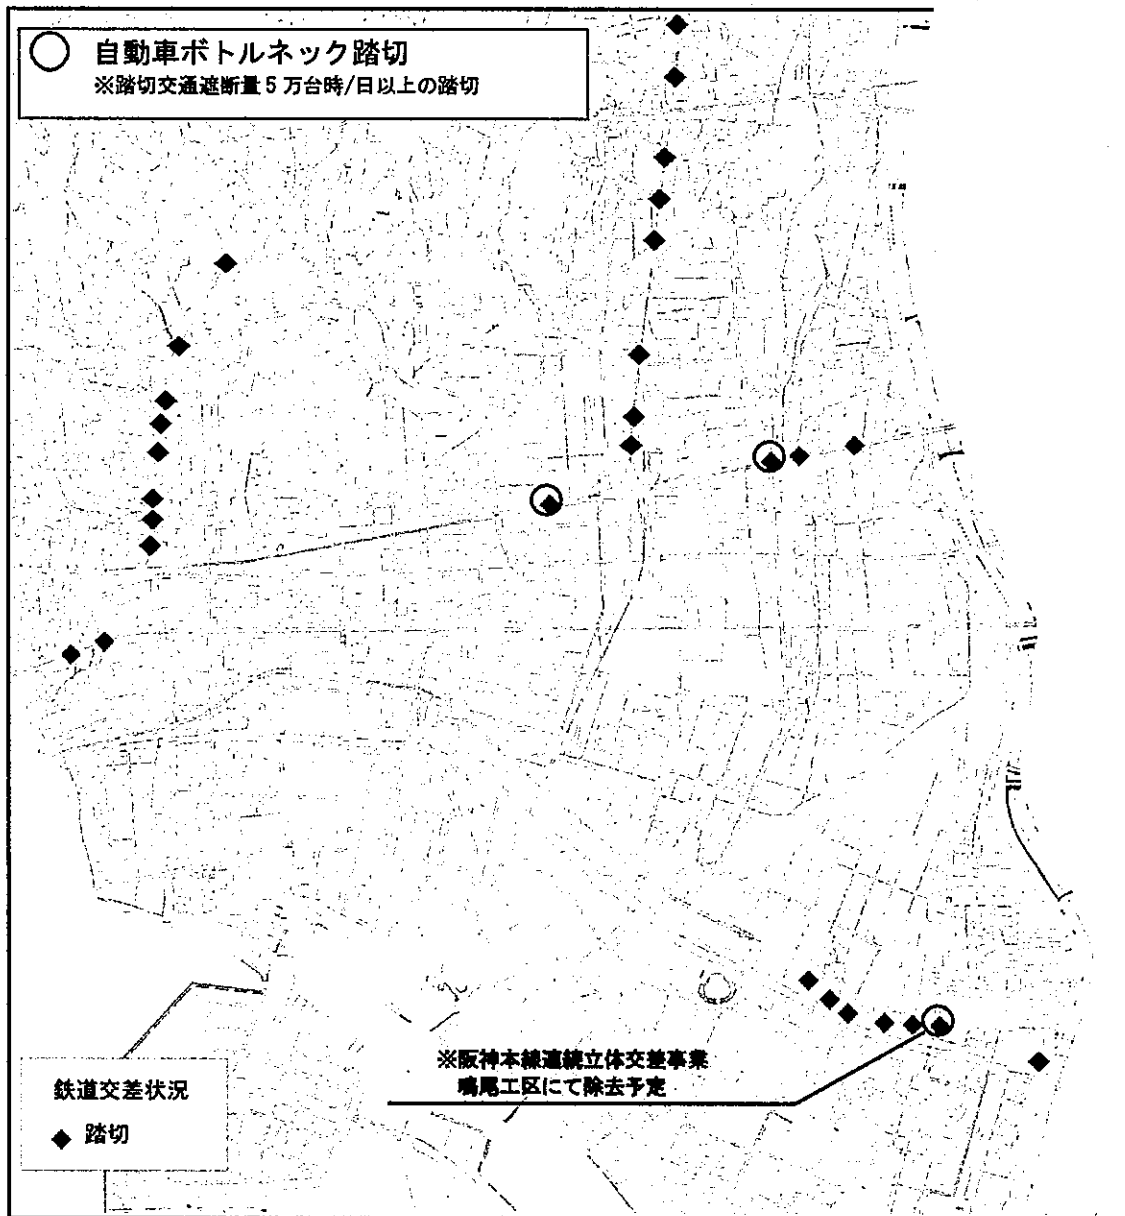 自動車ボトルネック踏切
※踏切交通遮断量5万台時/日以上の踏切
※阪神本線連続立体交差事業
鳴尾工区にて除去予定
鉄道交差状況
踏切